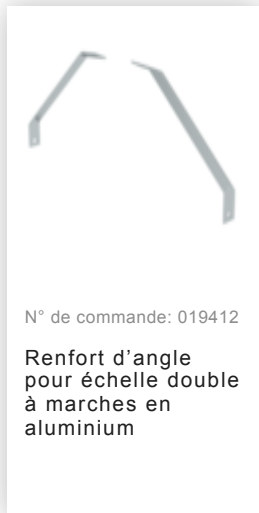 N° de commande: 019412
Renfort d’angle
pour échelle double
à marches en
aluminium